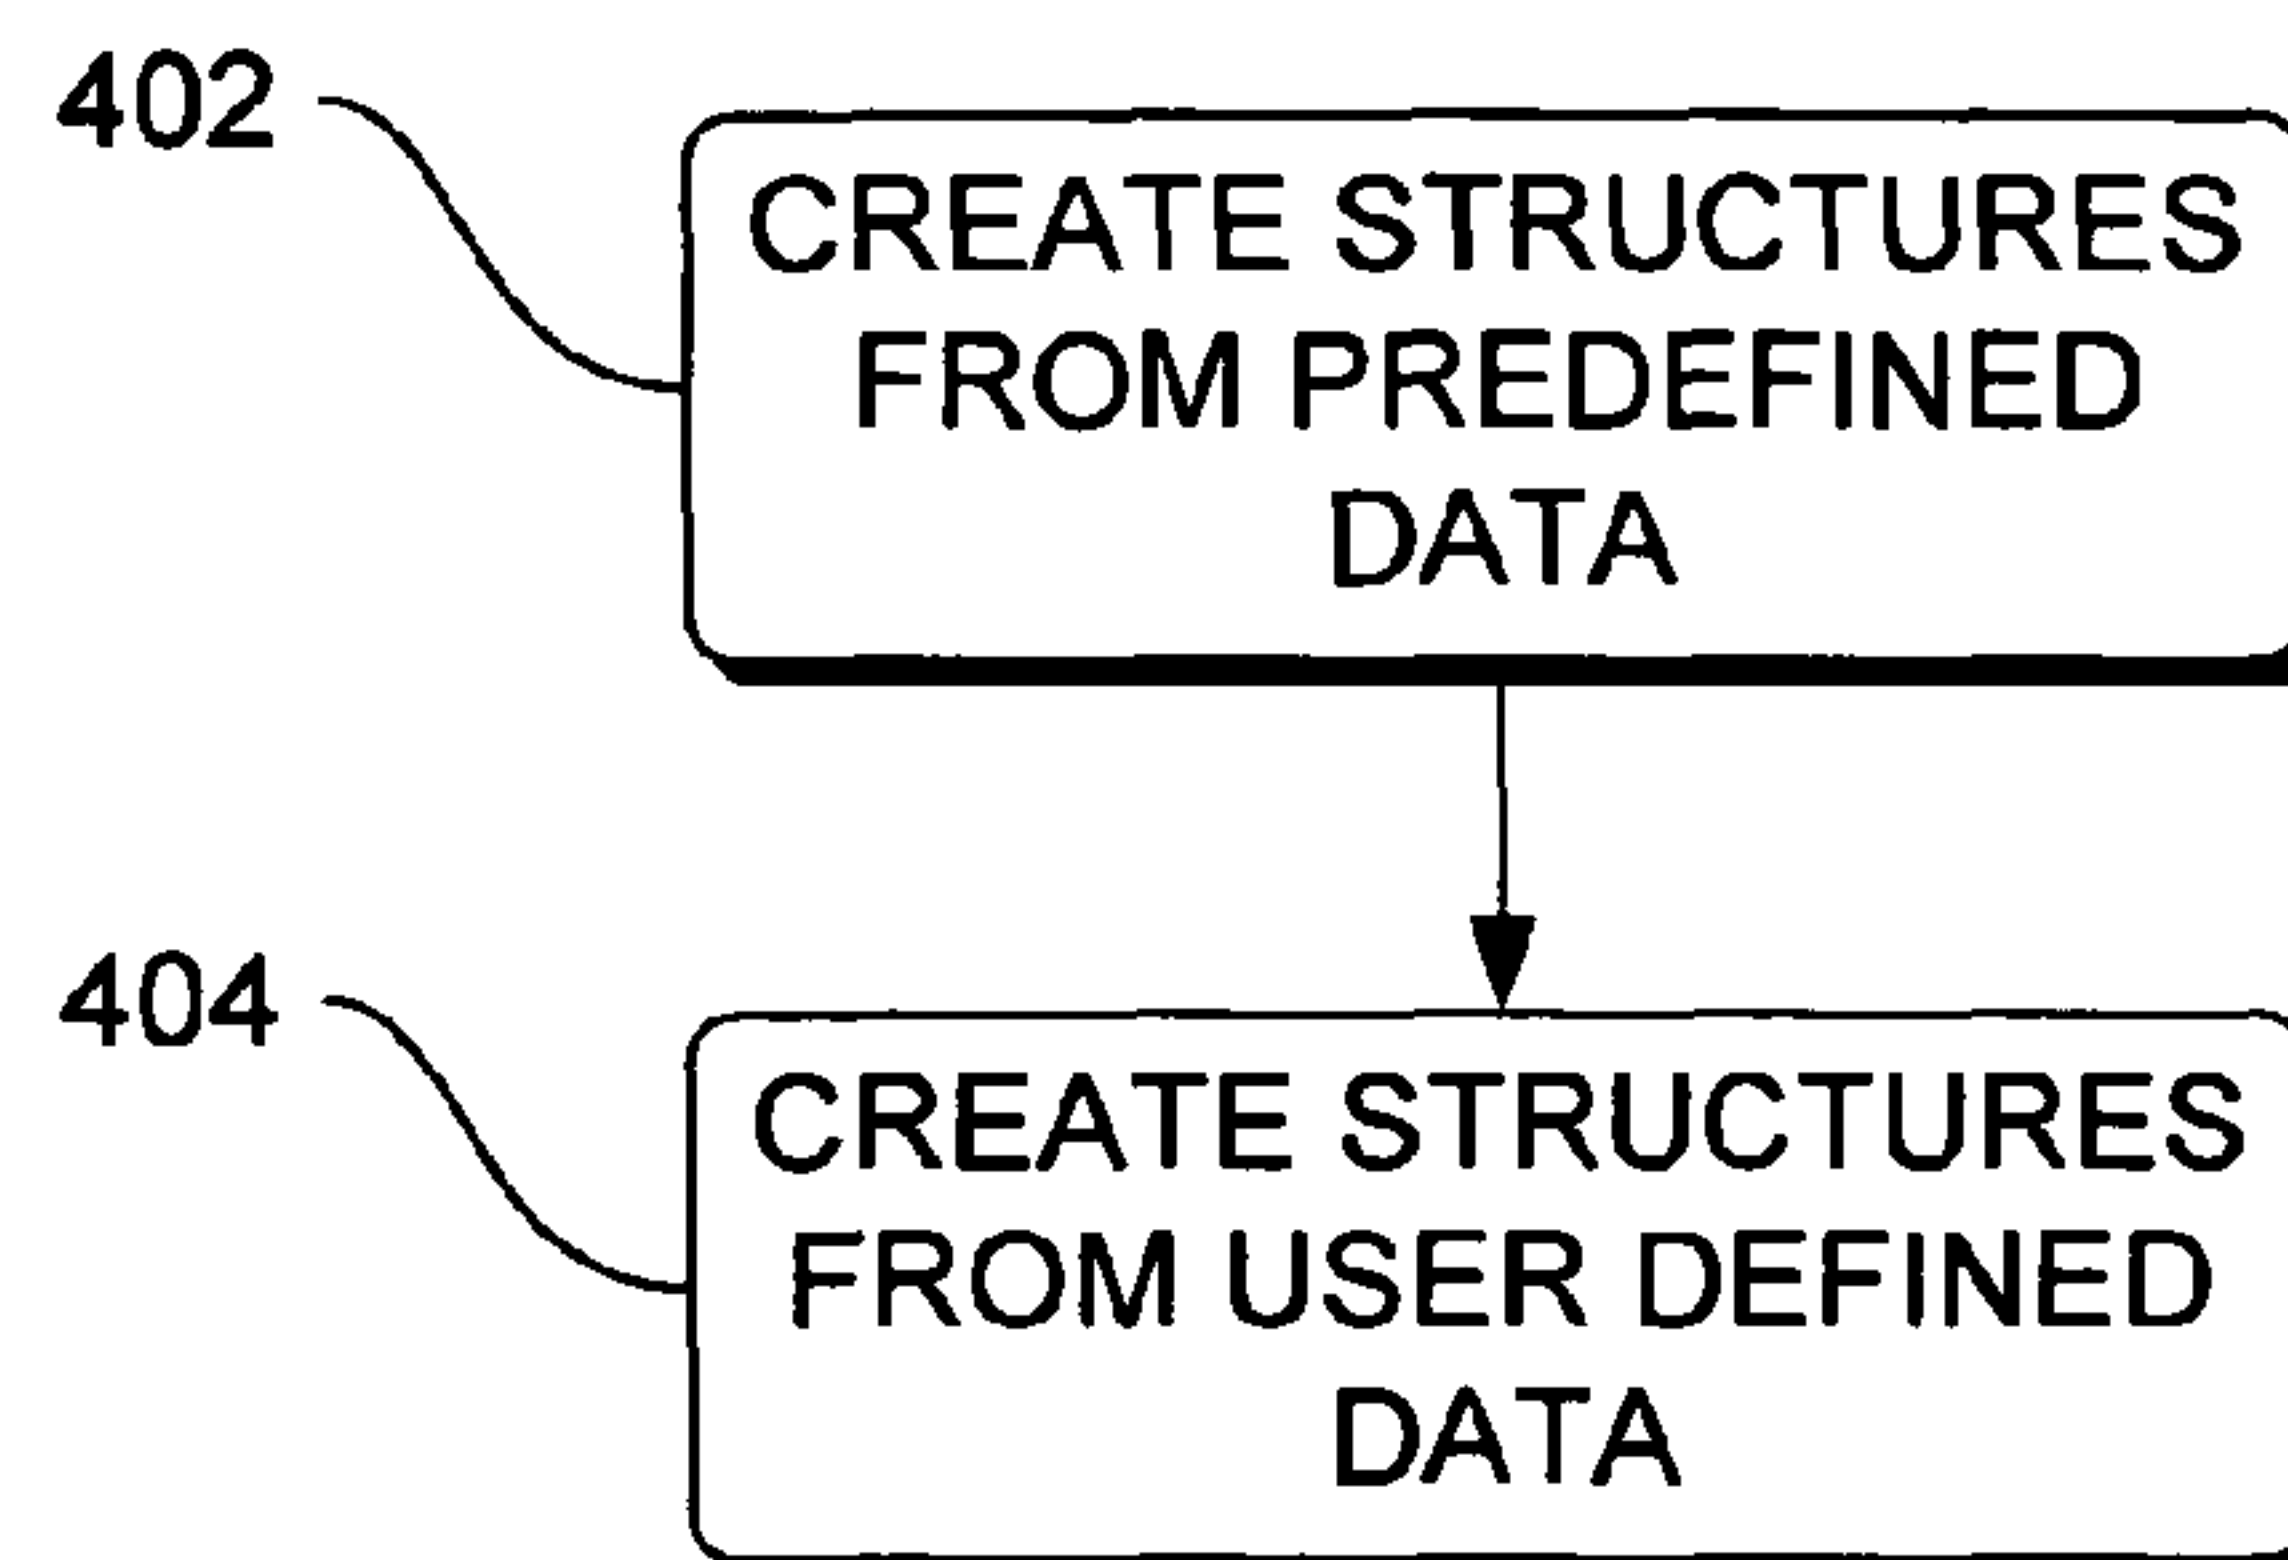 402
CREATE STRUCTURES
FROM PREDEFINED
DATA
404
CREATE STRUCTURES
FROM USER DEFINED
DATA